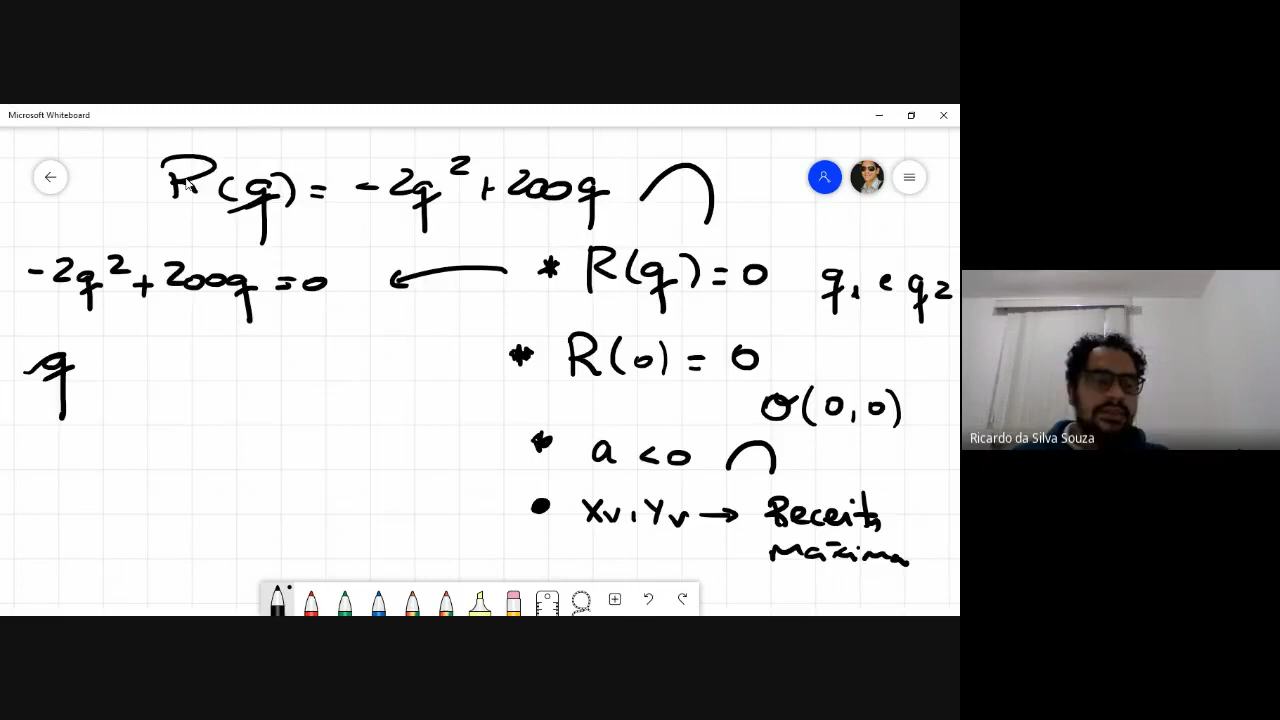 Microsoft Whiteboard
R(q) = -2q² + 200q
-2q² + 200q = 0
* R(q) = 0 q₁ e q₂
* R(0) = 0
O(0,0)
q
* a < 0
• Xv, Yv → Receita
máxima
Ricardo da Silva Souza